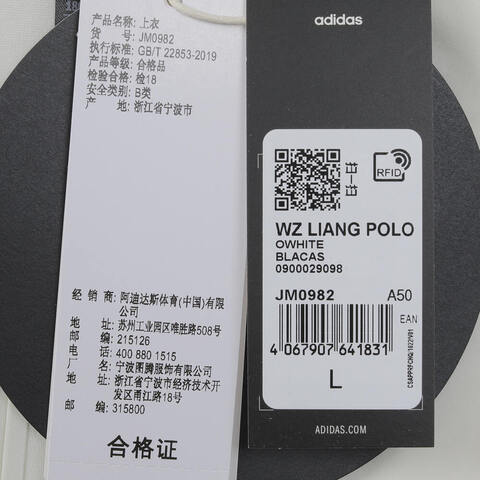 产品名称：上衣
货　号：JM0982
执行标准：GB/T 22853-2019
产品等级：合格品
检验合格：检18
安全类别：B类
产　地：浙江省宁波市
经 销 商：阿迪达斯体育(中国)有限
公司
地　址：苏州工业园区唯胜路508号
邮　编：215126
电　话：400 880 1515
厂　名：宁波图腾服饰有限公司
地　址：浙江省宁波市经济技术开
发区甬江路18号
邮　编：315800
合格证
adidas
RFID
WZ LIANG POLO
OWHITE
BLACAS
0900029098
JM0982 A50
EAN
4 067907 641831
L
ADIDAS.COM